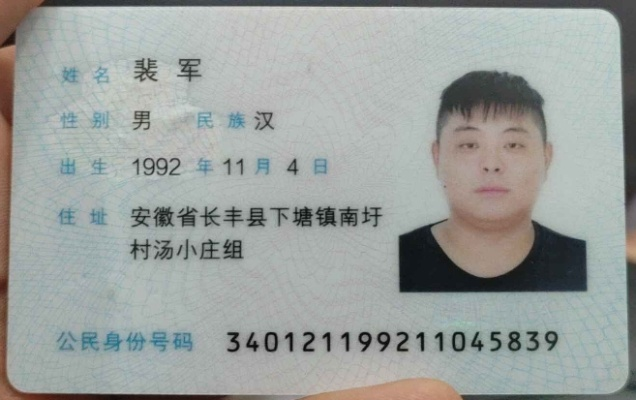 姓名 裴军
性别 男 民族 汉
出生 1992 年 11 月 4 日
住址 安徽省长丰县下塘镇南圩
村汤小庄组
公民身份号码 340121199211045839